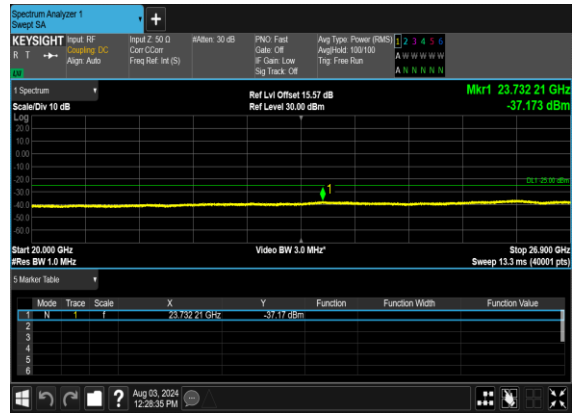 Spectrum Analyzer 1
Swept SA
+
KEYSIGHT Input: RF Input Z: 50 Ω #Atten: 30 dB PNO: Fast Avg Type: Power (RMS) 1 2 3 4 5 6
R T Coupling: DC Corr CCorr Gate: Off Avg|Hold: 100/100 A W W W W W
Align: Auto Freq Ref: Int (S) IF Gain: Low Trig: Free Run A N N N N N
Sig Track: Off
1 Spectrum Ref Lvl Offset 15.57 dB Mkr1 23.732 21 GHz
Scale/Div 10 dB Ref Level 30.00 dBm -37.173 dBm
Log
20.0
10.0
0.00
-10.0
-20.0
DL1 -25.00 dBm
-30.0
1
-40.0
-50.0
-60.0
Start 20.000 GHz Video BW 3.0 MHz* Stop 26.900 GHz
#Res BW 1.0 MHz Sweep 13.3 ms (40001 pts)
5 Marker Table
Mode Trace Scale X Y Function Function Width Function Value
1 N 1 f 23.732 21 GHz -37.17 dBm
2
3
4
5
6
? Aug 03, 2024
12:28:35 PM